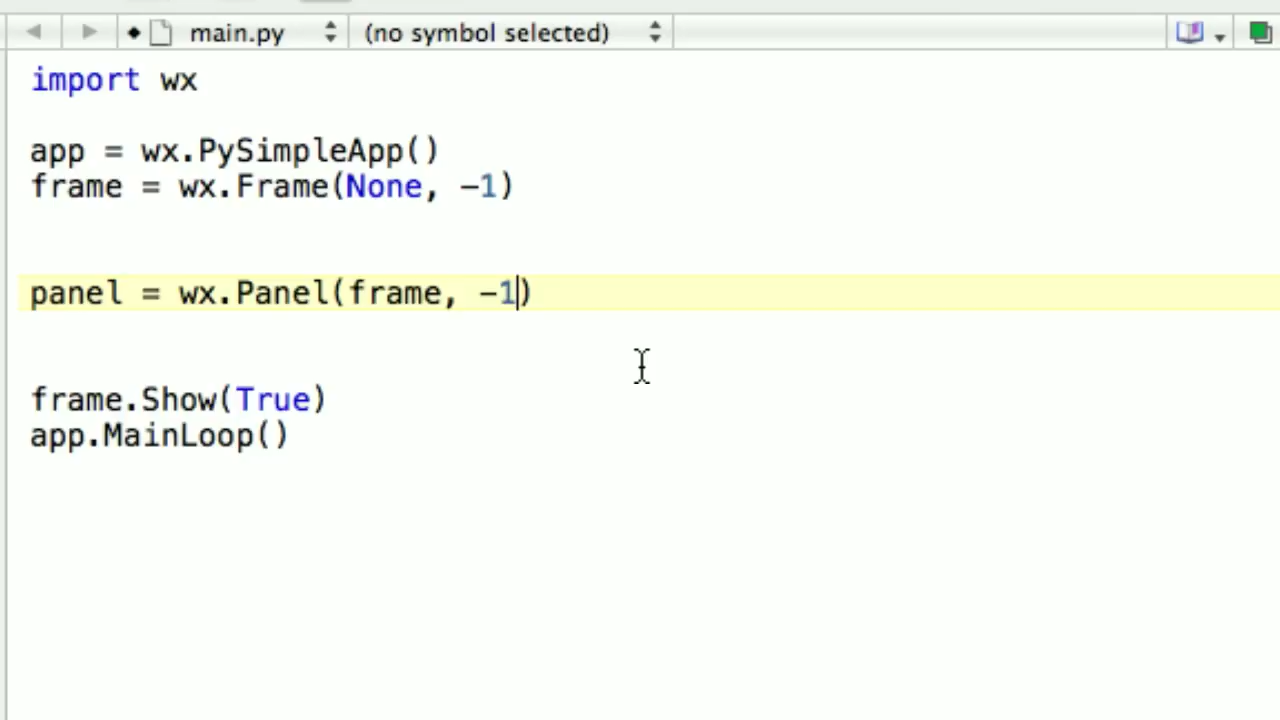 main.py (no symbol selected)
import wx
app = wx.PySimpleApp()
frame = wx.Frame(None, -1)
panel = wx.Panel(frame, -1)
frame.Show(True)
app.MainLoop()